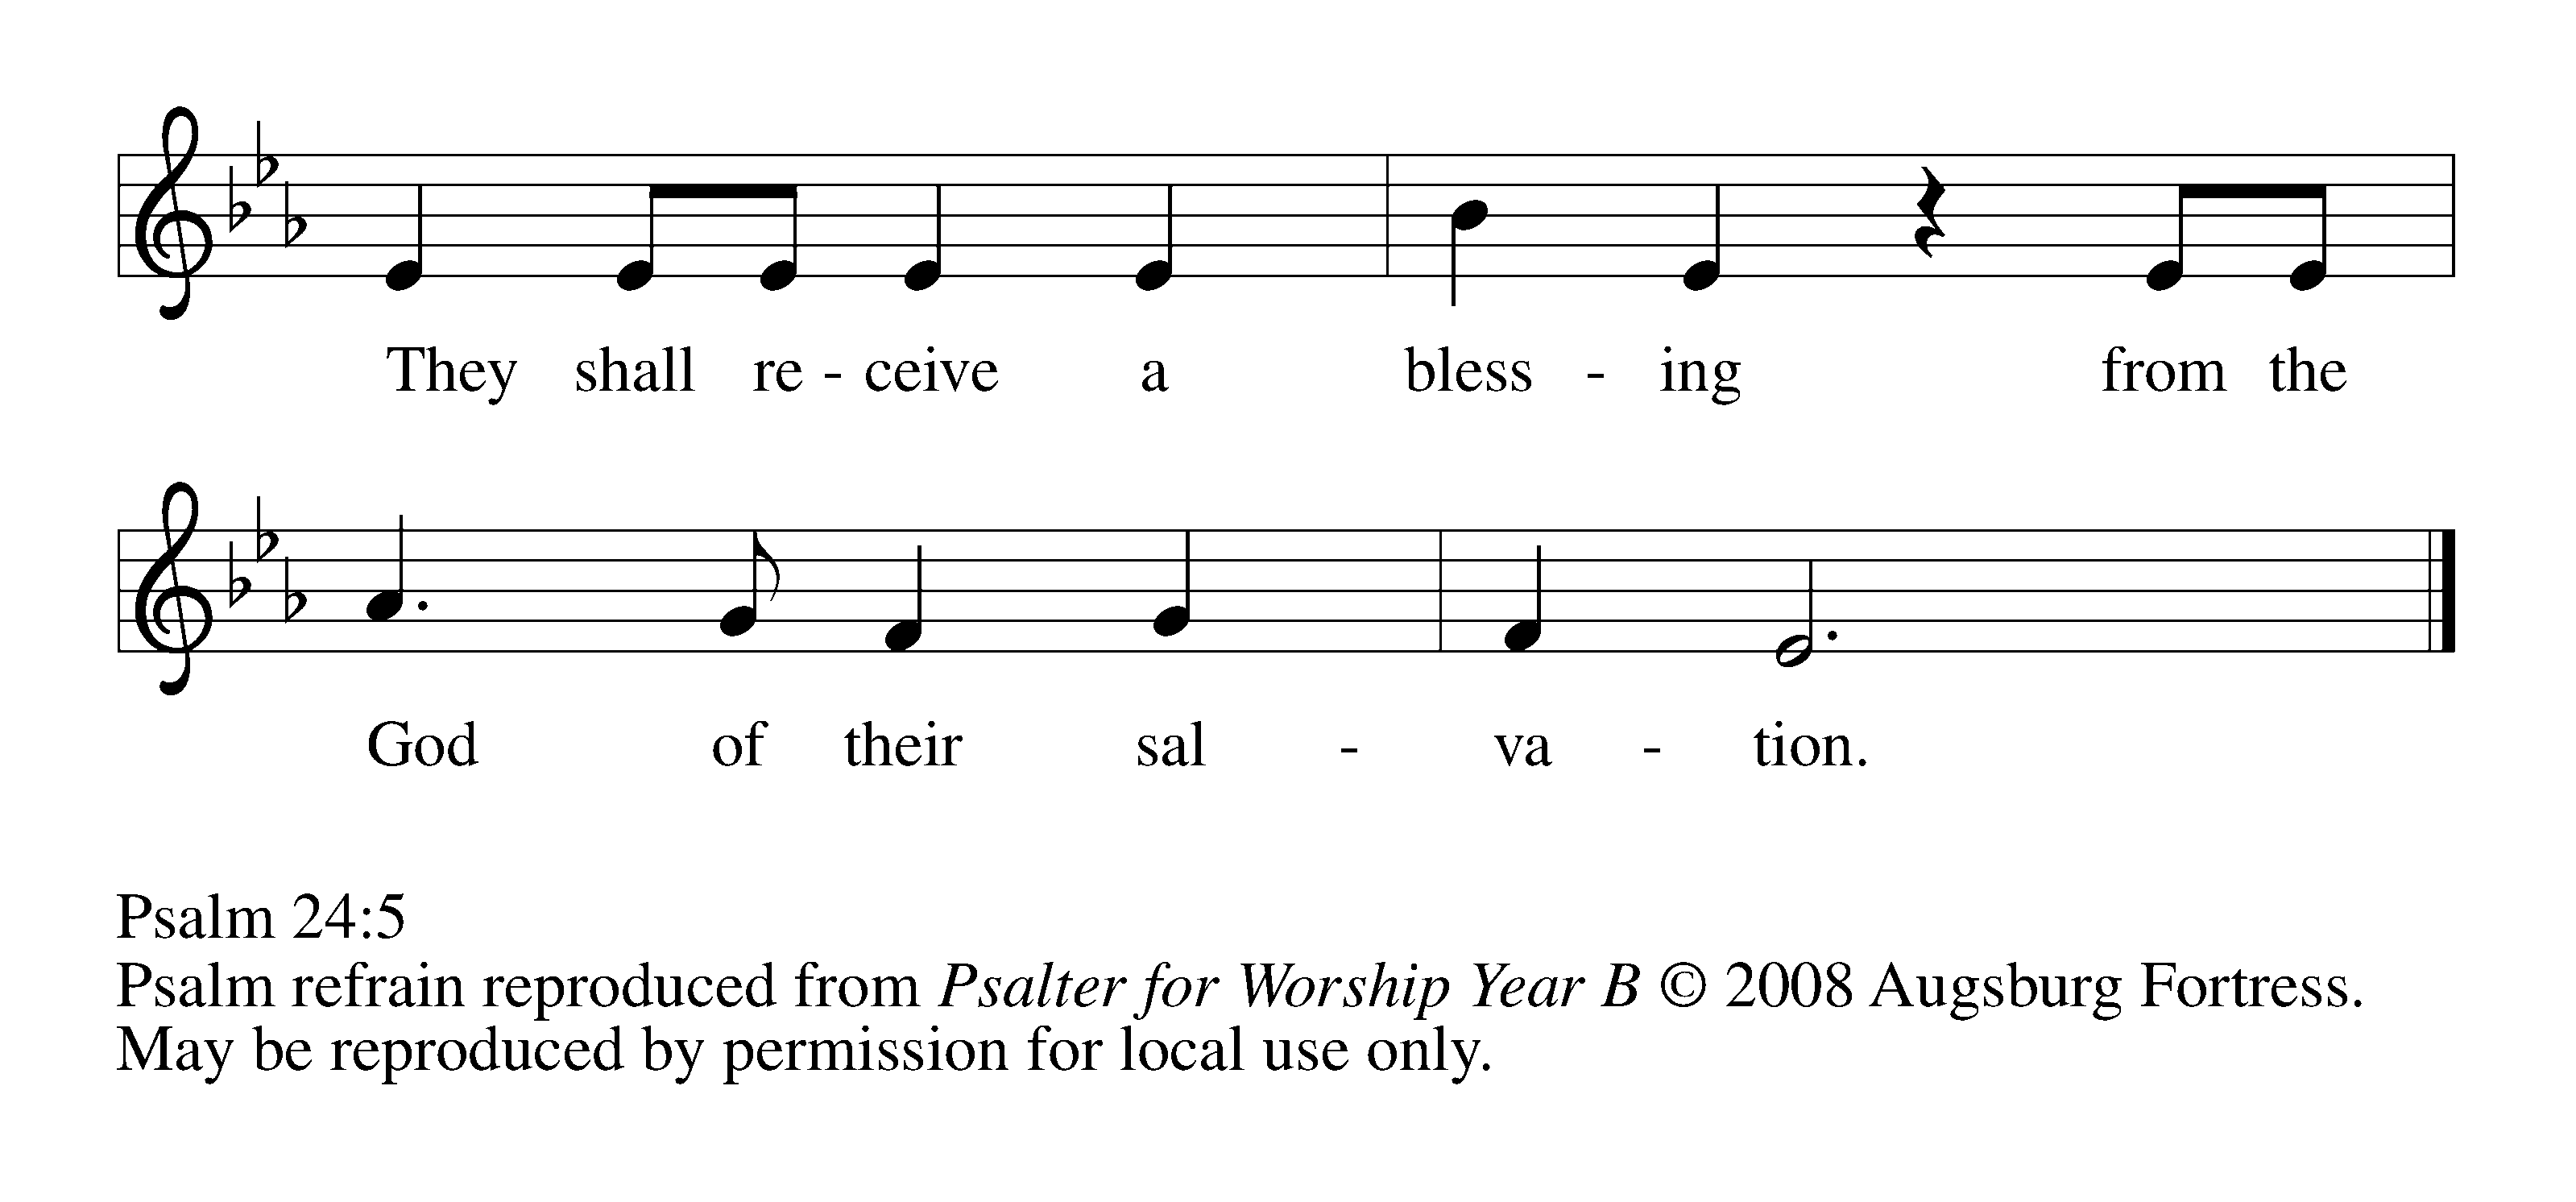 They shall re - ceive a bless - ing from the
God of their sal - va - tion.
Psalm 24:5
Psalm refrain reproduced from Psalter for Worship Year B © 2008 Augsburg Fortress.
May be reproduced by permission for local use only.